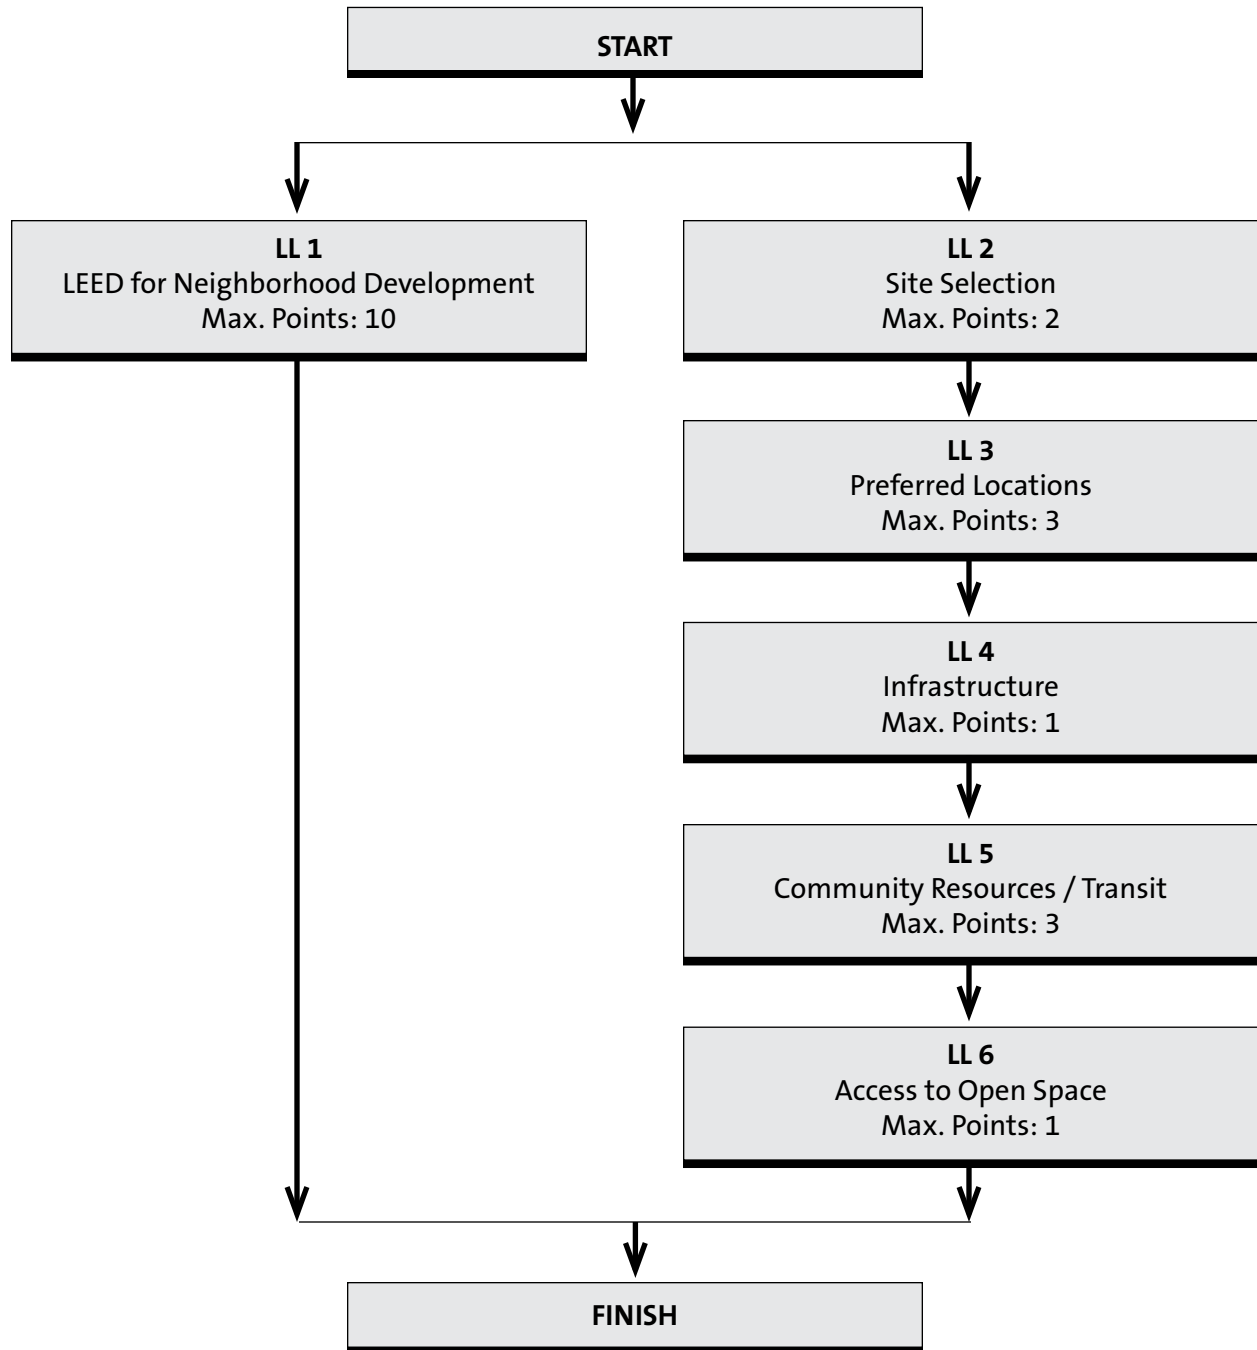 START
LL 1
LEED for Neighborhood Development
Max. Points: 10
LL 2
Site Selection
Max. Points: 2
LL 3
Preferred Locations
Max. Points: 3
LL 4
Infrastructure
Max. Points: 1
LL 5
Community Resources / Transit
Max. Points: 3
LL 6
Access to Open Space
Max. Points: 1
FINISH